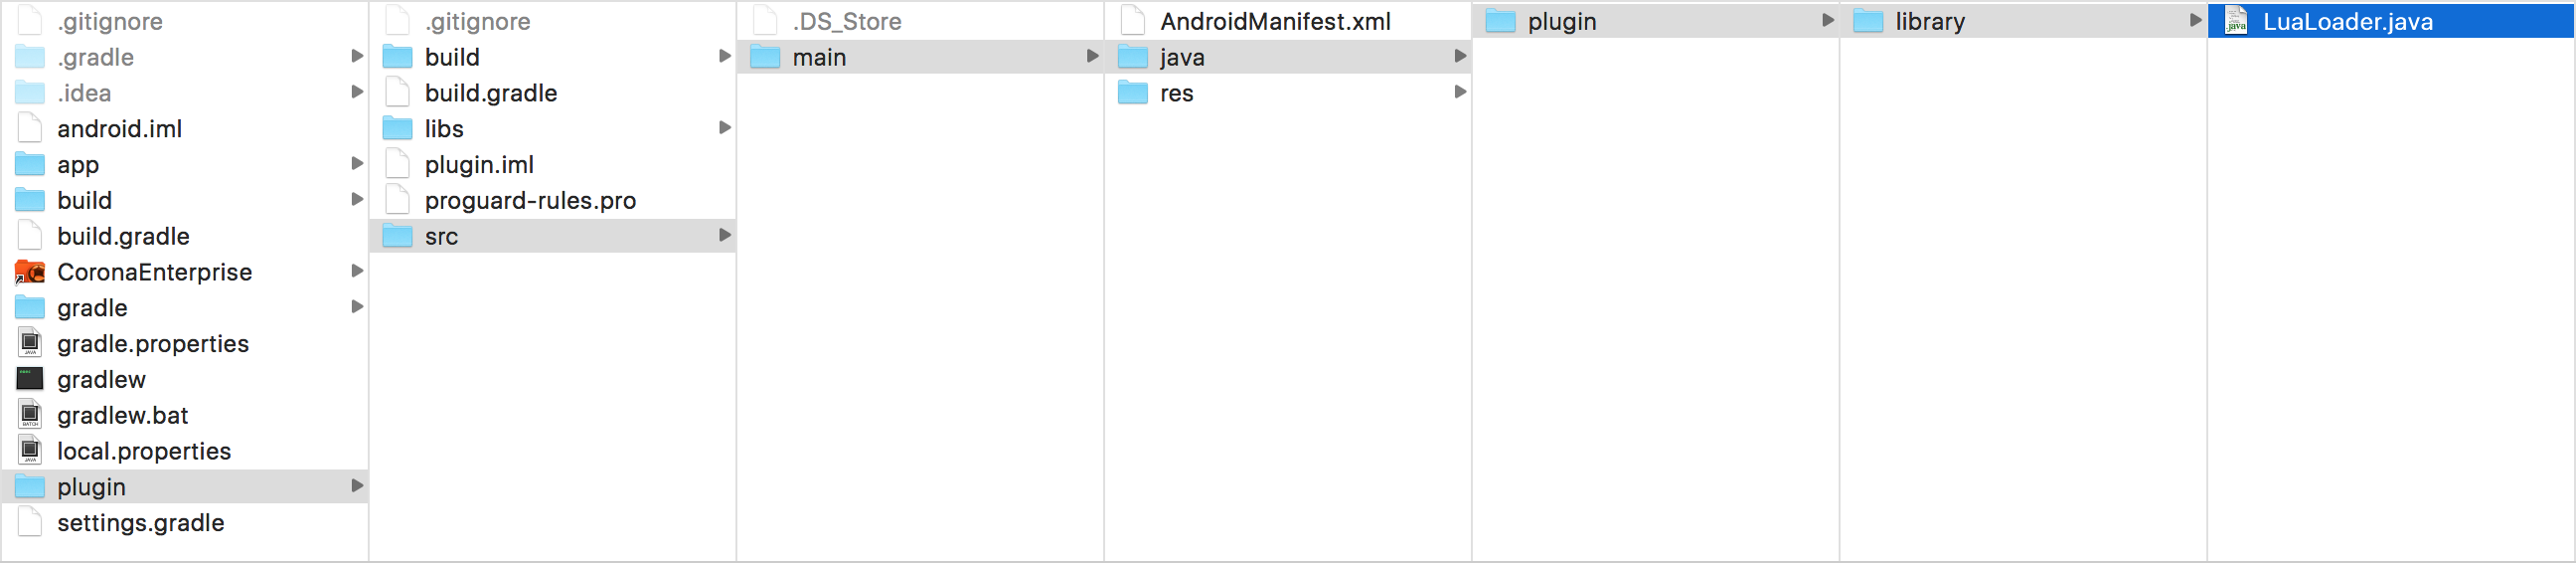 .gitignore
.gradle
.idea
android.iml
app
build
build.gradle
CoronaEnterprise
gradle
gradle.properties
gradlew
gradlew.bat
local.properties
plugin
settings.gradle
.gitignore
build
build.gradle
libs
plugin.iml
proguard-rules.pro
src
.DS_Store
main
AndroidManifest.xml
java
res
plugin
library
LuaLoader.java